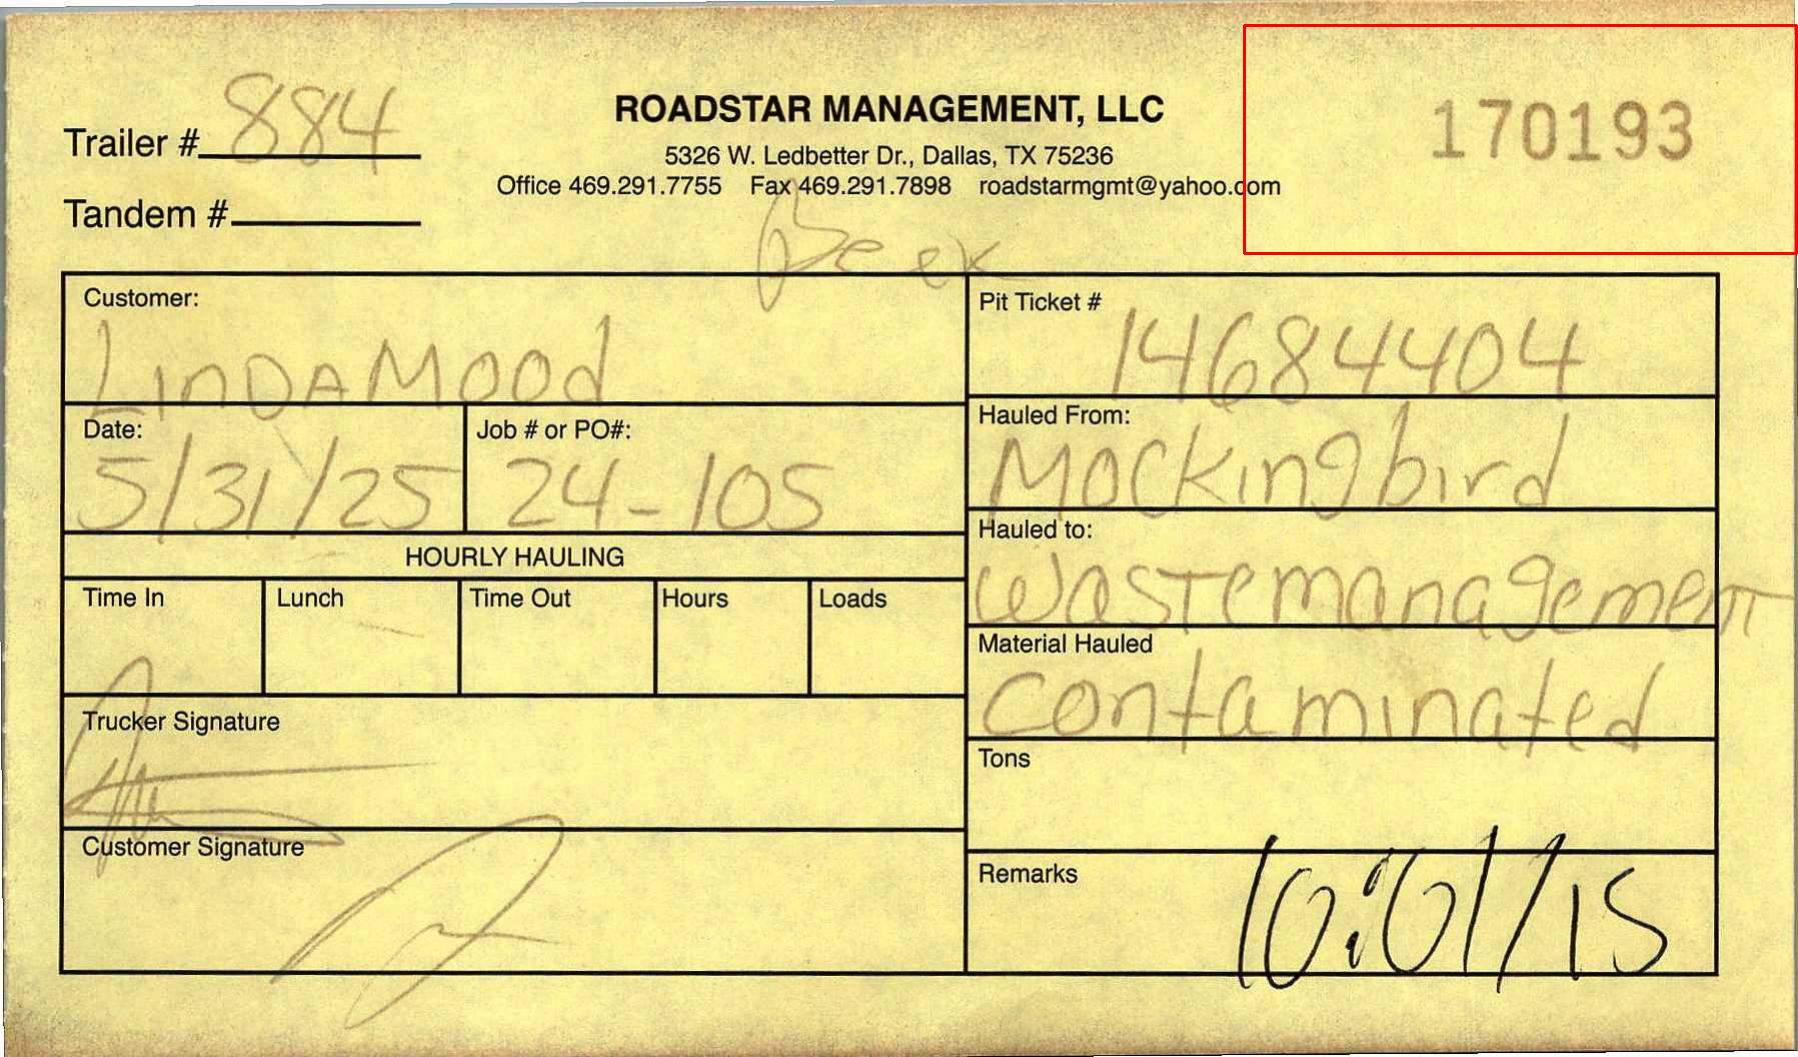 Trailer # 884
ROADSTAR MANAGEMENT, LLC
170193
5326 W. Ledbetter Dr., Dallas, TX 75236
Office 469.291.7755 Fax 469.291.7898 roadstarmgmt@yahoo.com
Tandem #
Customer:
LinDAMOOd
Pit Ticket #
14684404
Date:
5/31/25
Job # or PO#:
24-105
Hauled From:
Mockingbird
Hauled to:
Wastemanagement
HOURLY HAULING
Time In
Lunch
Time Out
Hours
Loads
Material Hauled
Contaminated
Trucker Signature
Tons
Customer Signature
Remarks
10:01/15